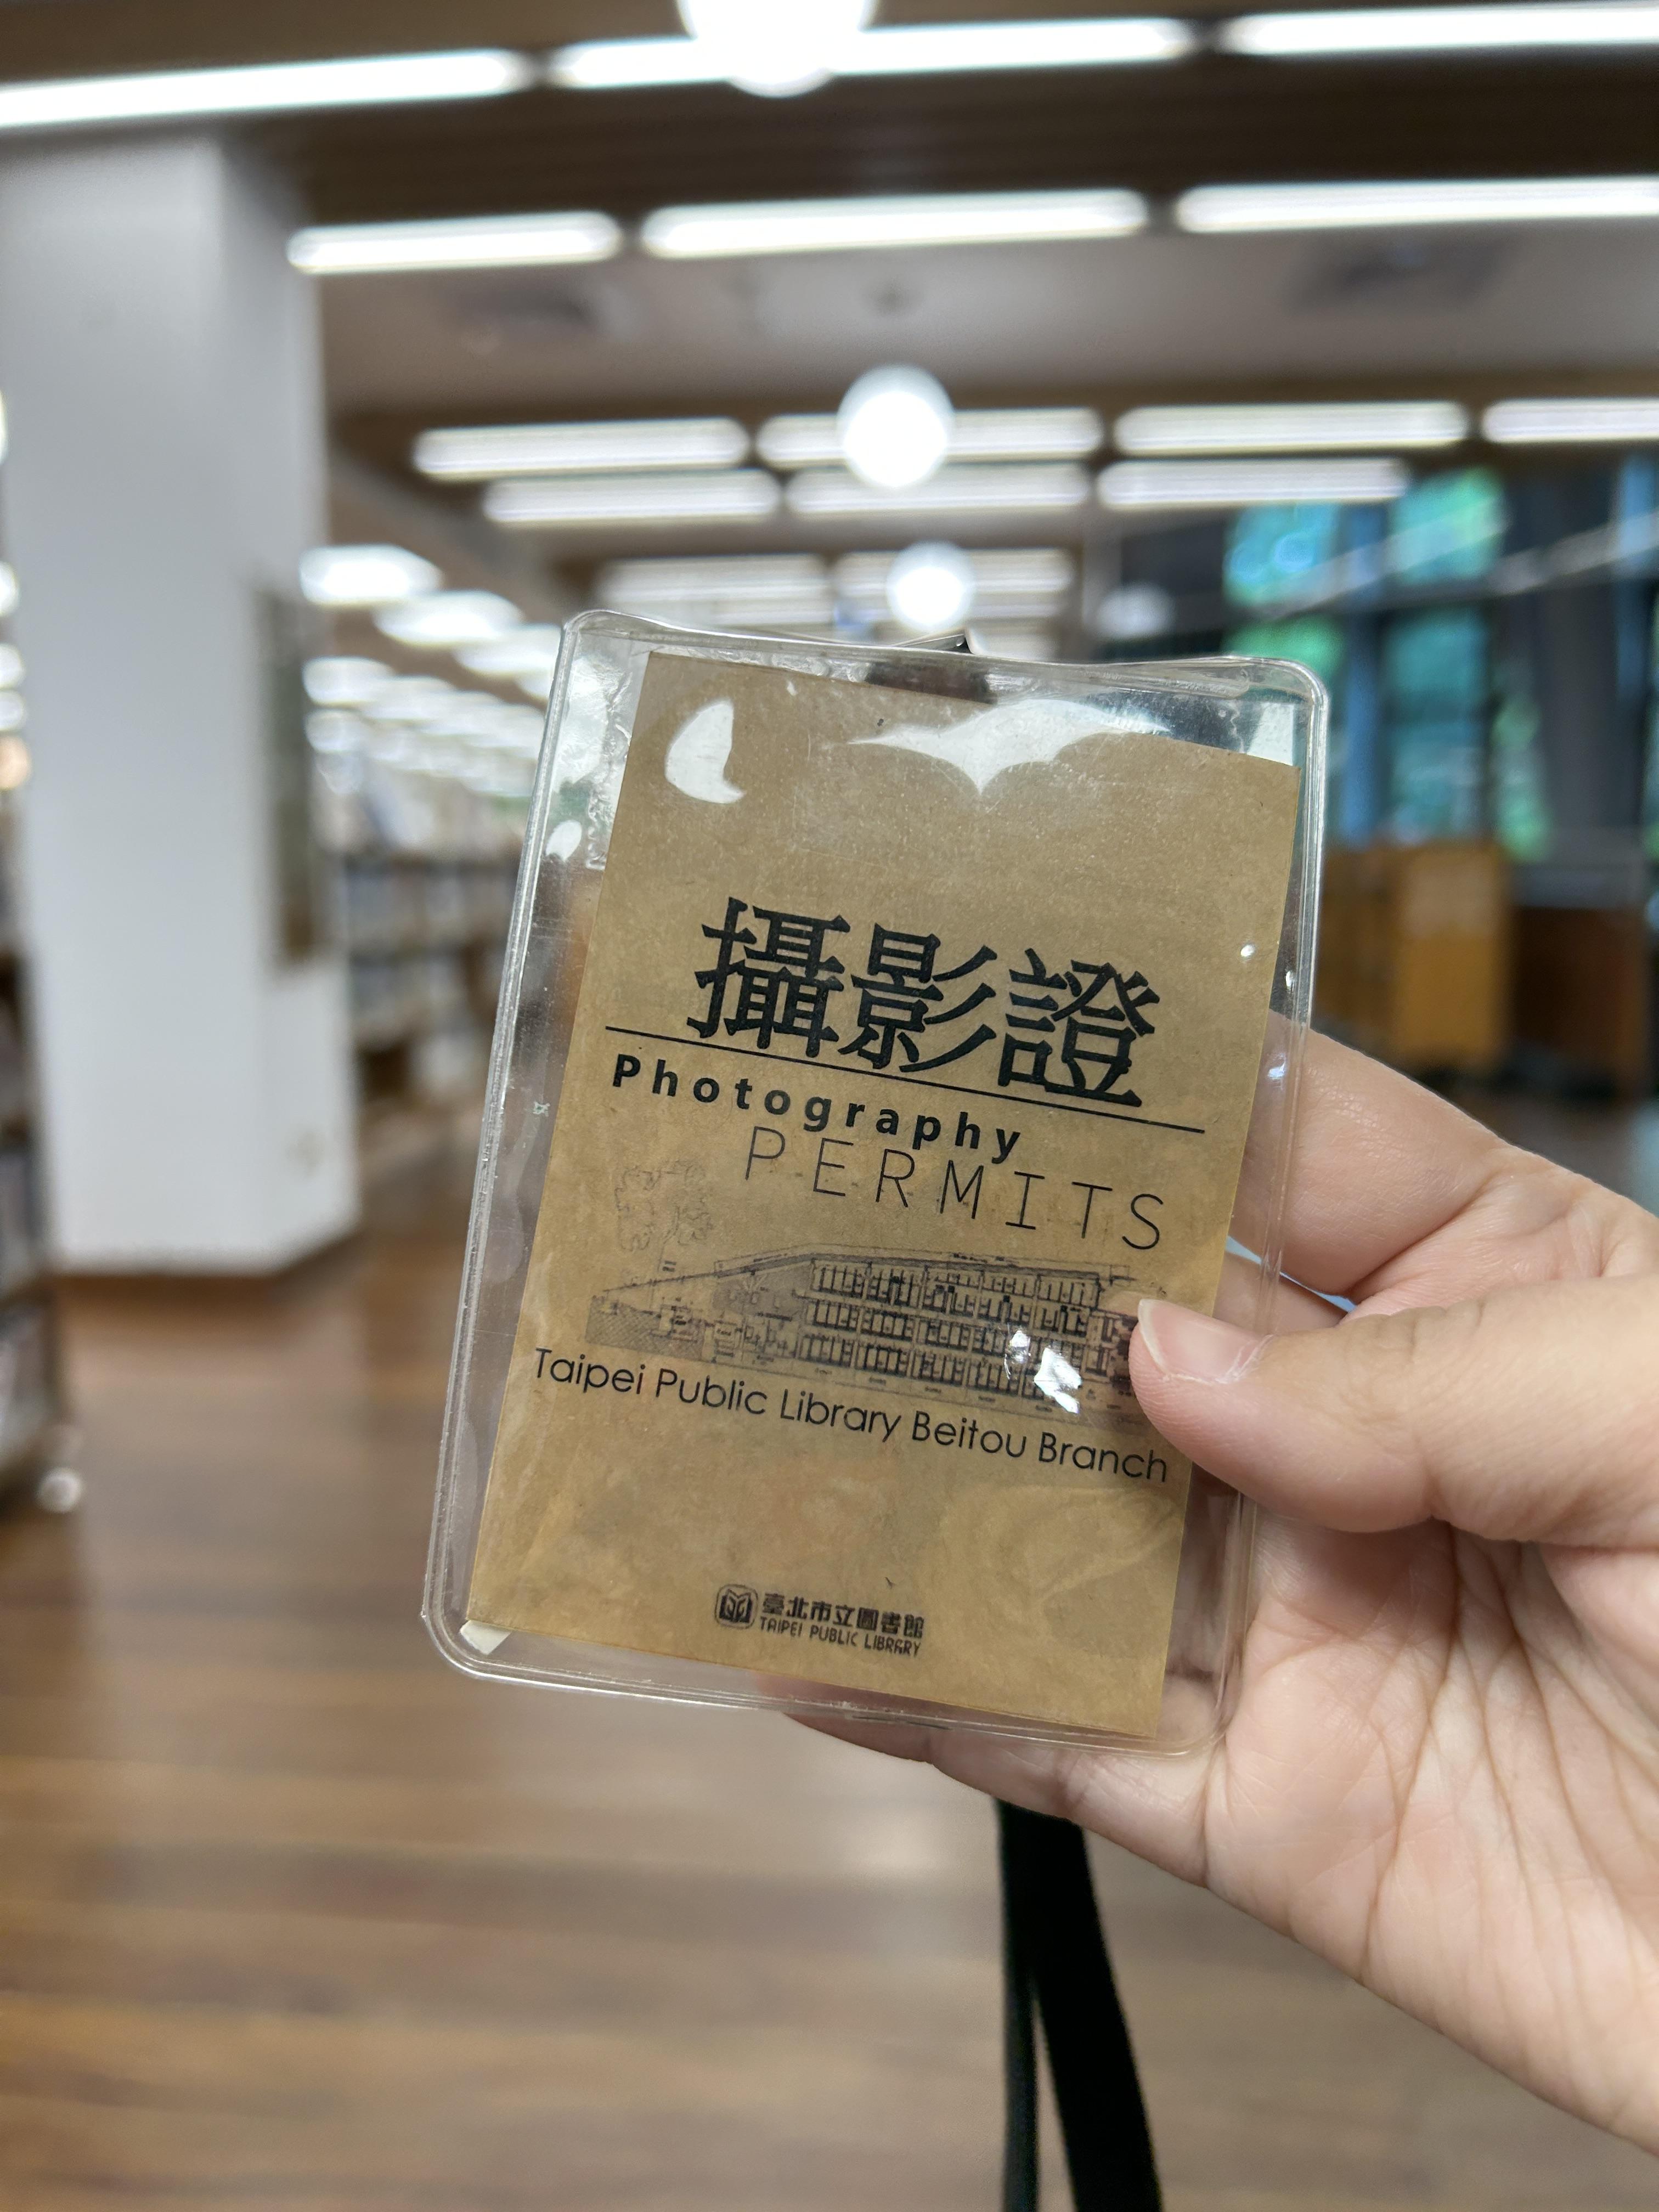 攝影證
Photography
PERMITS
Taipei Public Library Beitou Branch
臺北市立圖書館
TAIPEI PUBLIC LIBRARY